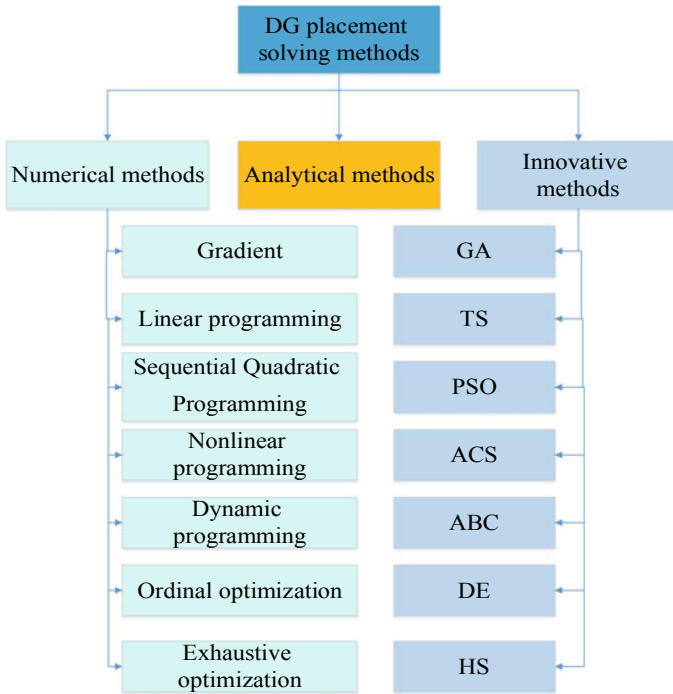 DG placement
solving methods
Numerical methods
Analytical methods
Innovative
methods
Gradient
Linear programming
Sequential Quadratic
Programming
Nonlinear
programming
Dynamic
programming
Ordinal optimization
Exhaustive
optimization
GA
TS
PSO
ACS
ABC
DE
HS